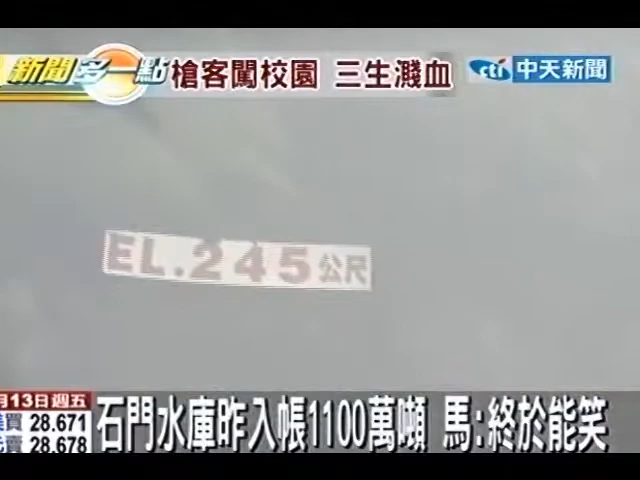 新聞多一點
槍客闖校園 三生濺血
cti 中天新聞
EL.245公尺
月13日週五
買 28.671
賣 28.678
石門水庫昨入帳1100萬噸 馬:終於能笑